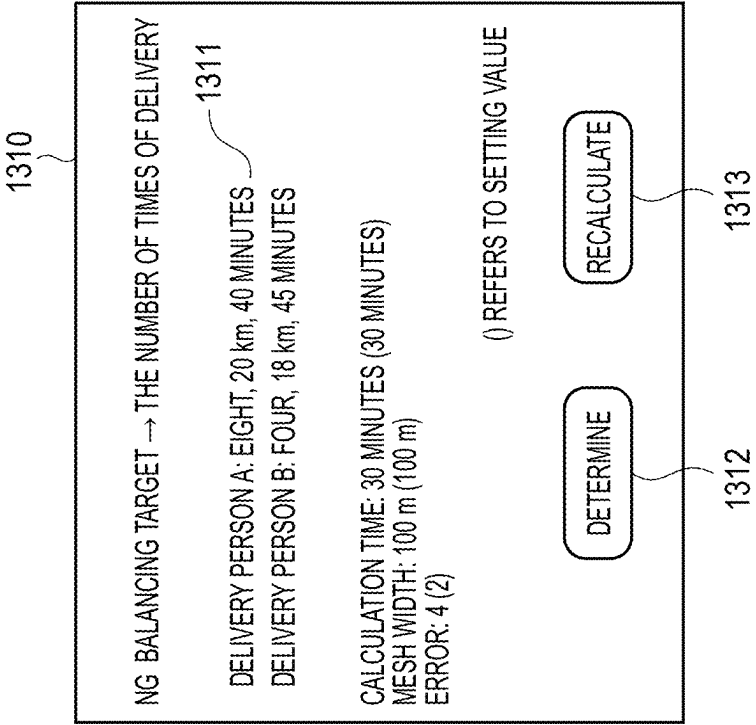 1310
NG BALANCING TARGET → THE NUMBER OF TIMES OF DELIVERY
1311
DELIVERY PERSON A: EIGHT, 20 km, 40 MINUTES
DELIVERY PERSON B: FOUR, 18 km, 45 MINUTES
CALCULATION TIME: 30 MINUTES (30 MINUTES)
MESH WIDTH: 100 m (100 m)
ERROR: 4 (2)
() REFERS TO SETTING VALUE
DETERMINE
RECALCULATE
1312
1313